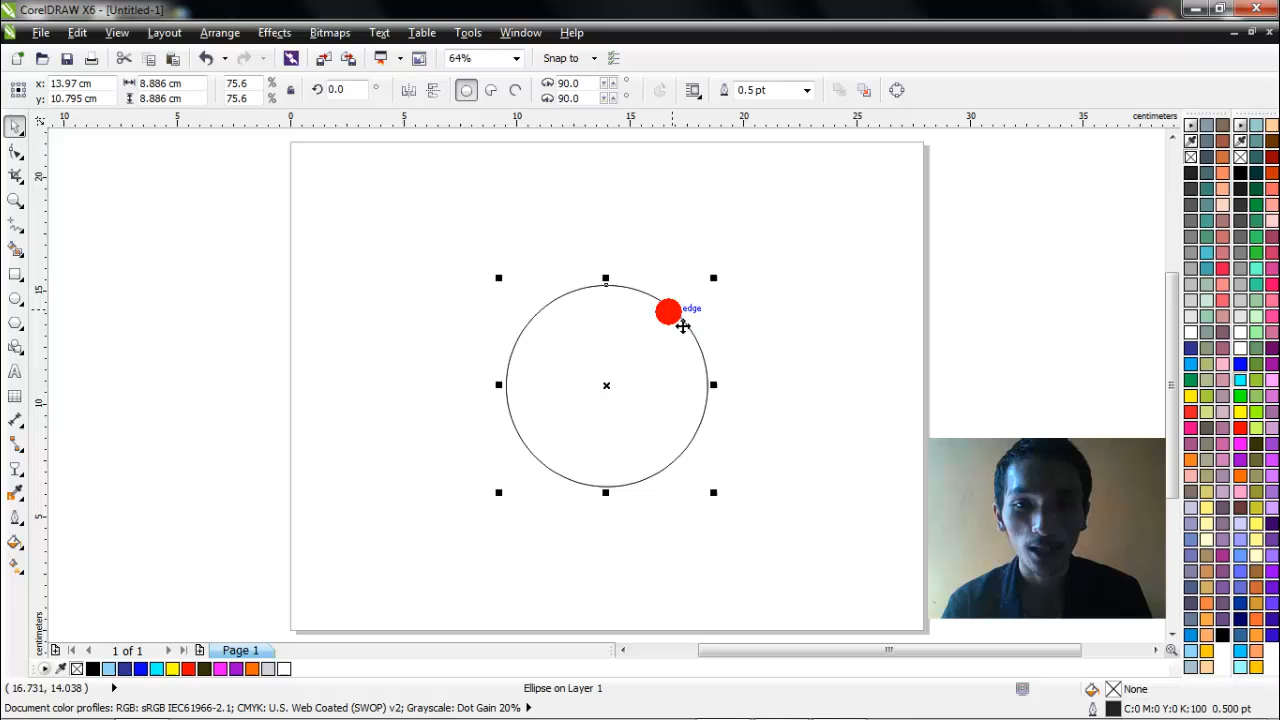 CorelDRAW X6 - [Untitled-1]
File Edit View Layout Arrange Effects Bitmaps Text Table Tools Window Help
64% Snap to
x: 13.97 cm 8.886 cm 75.6 % 0.0 ° 90.0 ° 0.5 pt
y: 10.795 cm 8.886 cm 75.6 % 90.0
10 5 0 5 10 15 20 25 30 35 centimeters
20
15
10
5
centimeters
edge
1 of 1 Page 1
( 16.731, 14.038 ) Ellipse on Layer 1 None
Document color profiles: RGB: sRGB IEC61966-2.1; CMYK: U.S. Web Coated (SWOP) v2; Grayscale: Dot Gain 20% C:0 M:0 Y:0 K:100 0.500 pt